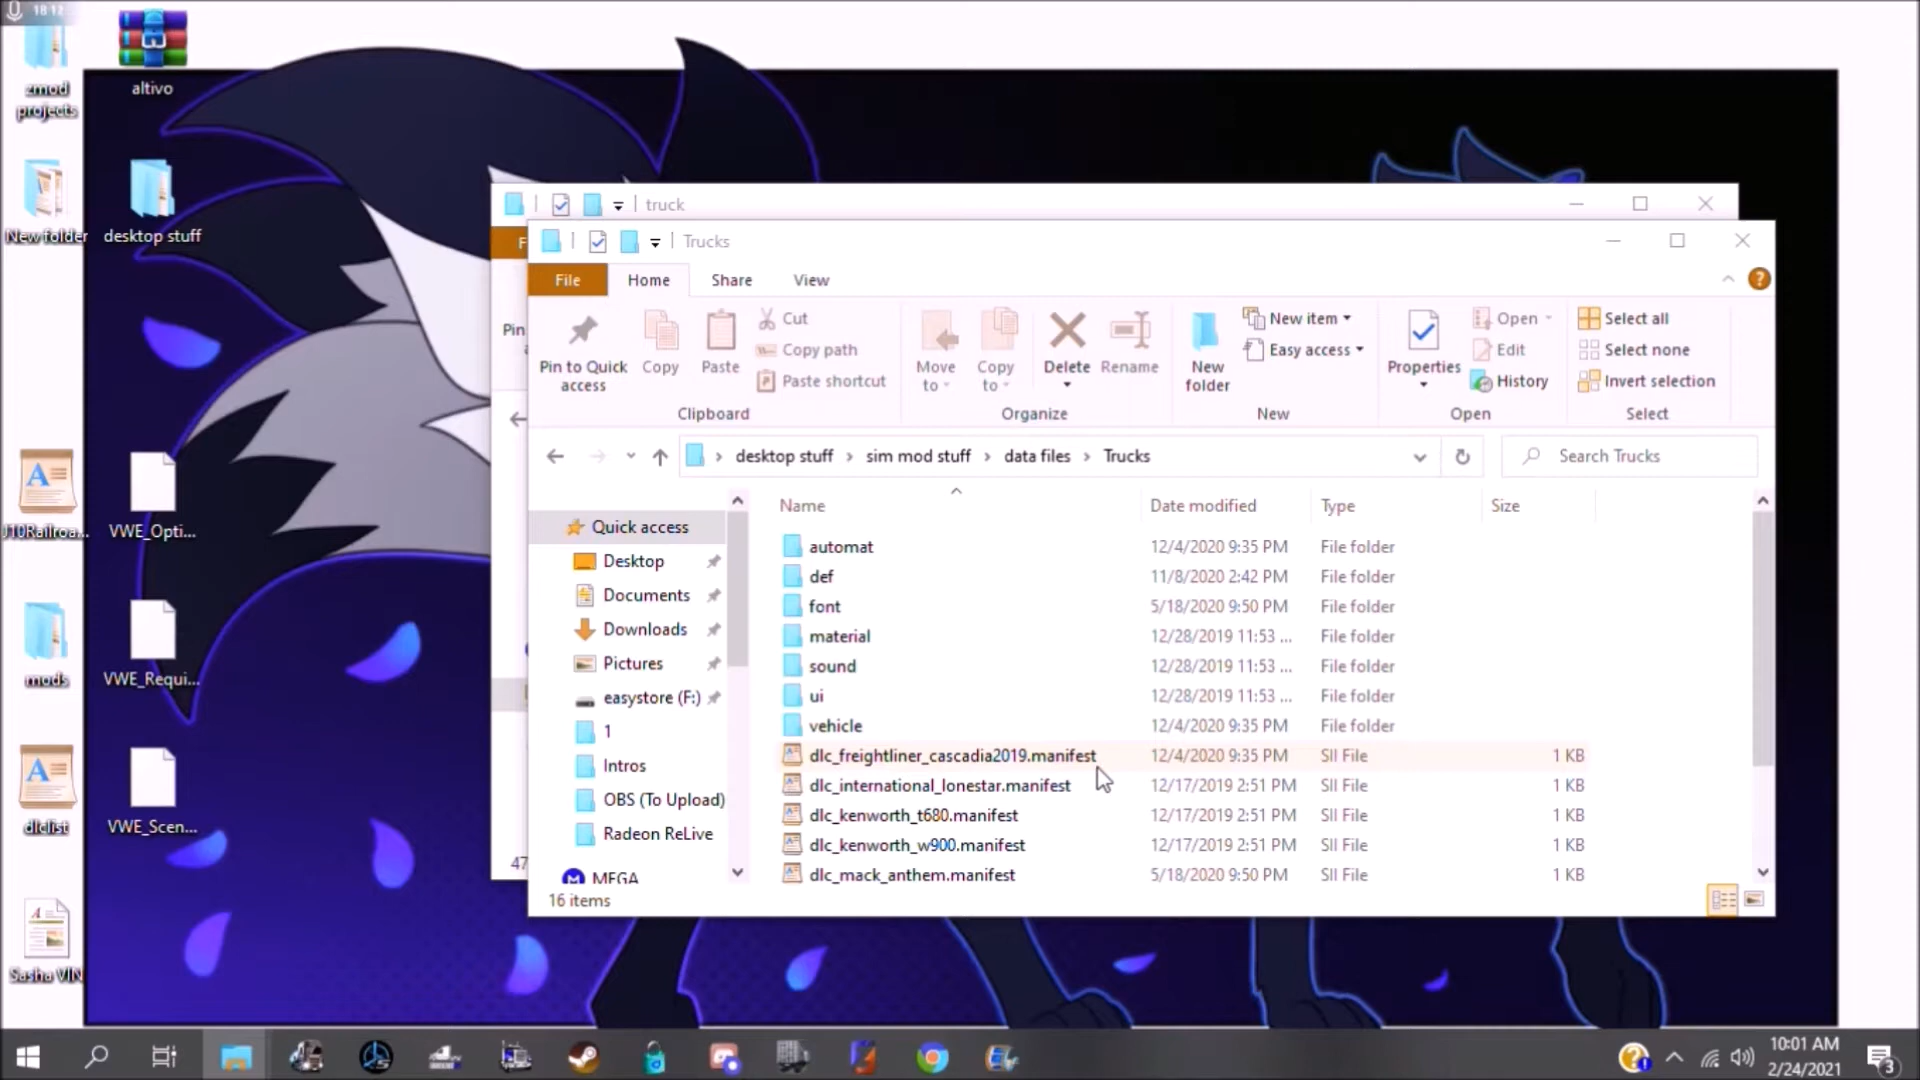 18 12
zmod
projects
altivo
New folder
desktop stuff
J10Railroa...
VWE_Opti...
mods
VWE_Requi...
dlclist
VWE_Scen...
Sasha VIN
truck
Trucks
File
Home
Share
View
Pin to Quick
access
Copy
Paste
Cut
Copy path
Paste shortcut
Clipboard
Move
to
Copy
to
Delete
Rename
Organize
New
folder
New item
Easy access
New
Properties
Open
Edit
History
Open
Select all
Select none
Invert selection
Select
desktop stuff > sim mod stuff > data files > Trucks
Search Trucks
Quick access
Desktop
Documents
Downloads
Pictures
easystore (F:)
1
Intros
OBS (To Upload)
Radeon ReLive
MEGA
Name Date modified Type Size
automat 12/4/2020 9:35 PM File folder
def 11/8/2020 2:42 PM File folder
font 5/18/2020 9:50 PM File folder
material 12/28/2019 11:53 ... File folder
sound 12/28/2019 11:53 ... File folder
ui 12/28/2019 11:53 ... File folder
vehicle 12/4/2020 9:35 PM File folder
dlc_freightliner_cascadia2019.manifest 12/4/2020 9:35 PM SII File 1 KB
dlc_international_lonestar.manifest 12/17/2019 2:51 PM SII File 1 KB
dlc_kenworth_t680.manifest 12/17/2019 2:51 PM SII File 1 KB
dlc_kenworth_w900.manifest 12/17/2019 2:51 PM SII File 1 KB
dlc_mack_anthem.manifest 5/18/2020 9:50 PM SII File 1 KB
16 items
Pin
47
10:01 AM
2/24/2021
3